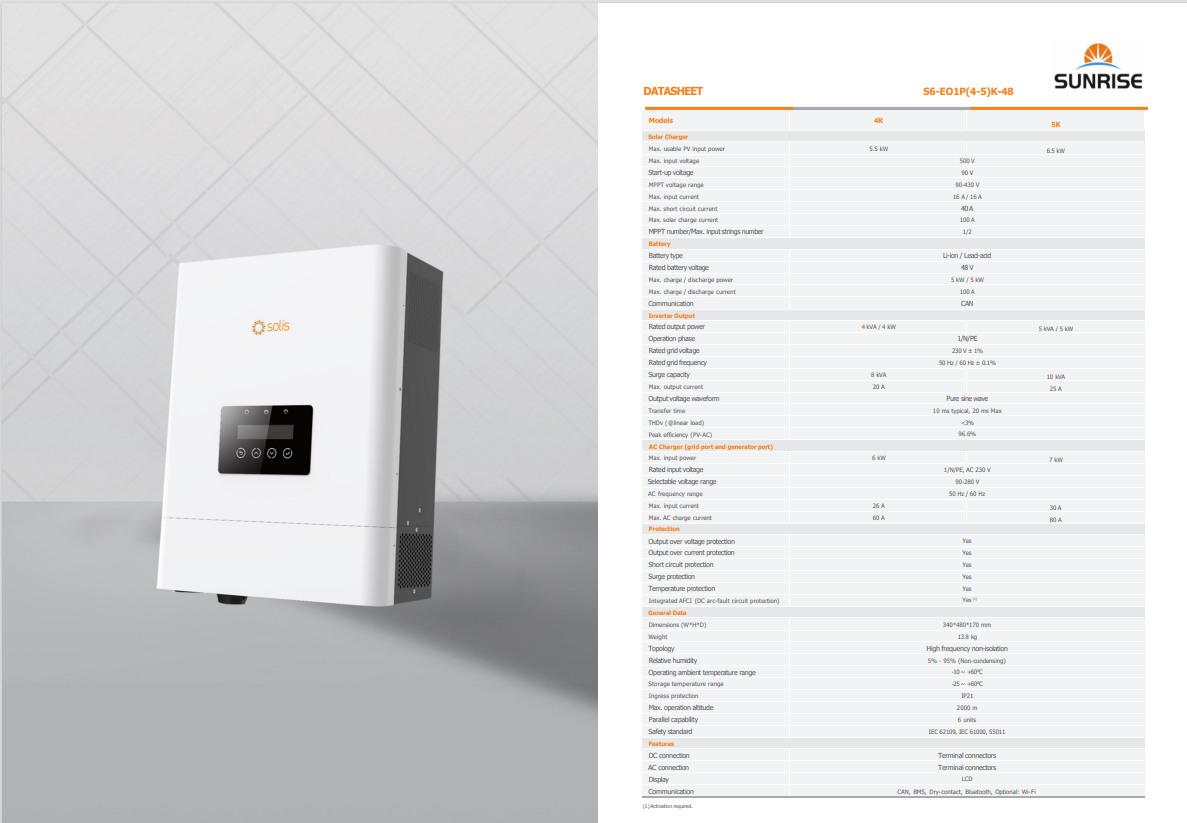 solis
SUNRISE
DATASHEET S6-EO1P(4-5)K-48
Models 4K 5K
Solar Charger
Max. usable PV input power 5.5 kW 6.5 kW
Max. input voltage 500 V
Start-up voltage 90 V
MPPT voltage range 90-430 V
Max. input current 16 A / 16 A
Max. short circuit current 40 A
Max. solar charge current 100 A
MPPT number/Max. input strings number 1/2
Battery
Battery type Li-ion / Lead-acid
Rated battery voltage 48 V
Max. charge / discharge power 5 kW / 5 kW
Max. charge / discharge current 100 A
Communication CAN
Inverter Output
Rated output power 4 kVA / 4 kW 5 kVA / 5 kW
Operation phase 1/N/PE
Rated grid voltage 230 V ± 1%
Rated grid frequency 50 Hz / 60 Hz ± 0.1%
Surge capacity 8 kVA 10 kVA
Max. output current 20 A 25 A
Output voltage waveform Pure sine wave
Transfer time 10 ms typical, 20 ms Max
THDv (@linear load) <3%
Peak efficiency (PV-AC) 96.6%
AC Charger (grid port and generator port)
Max. input power 6 kW 7 kW
Rated input voltage 1/N/PE, AC 230 V
Selectable voltage range 90-280 V
AC frequency range 50 Hz / 60 Hz
Max. input current 26 A 30 A
Max. AC charge current 60 A 80 A
Protection
Output over voltage protection Yes
Output over current protection Yes
Short circuit protection Yes
Surge protection Yes
Temperature protection Yes
Integrated AFCI (DC arc-fault circuit protection) Yes (1)
General Data
Dimensions (W*H*D) 340*480*170 mm
Weight 13.8 kg
Topology High frequency non-isolation
Relative humidity 5% - 95% (Non-condensing)
Operating ambient temperature range -10 ~ +60°C
Storage temperature range -25 ~ +60°C
Ingress protection IP21
Max. operation altitude 2000 m
Parallel capability 6 units
Safety standard IEC 62109, IEC 61000, 55011
Features
DC connection Terminal connectors
AC connection Terminal connectors
Display LCD
Communication CAN, BMS, Dry-contact, Bluetooth, Optional: Wi-Fi
(1) Activation required.